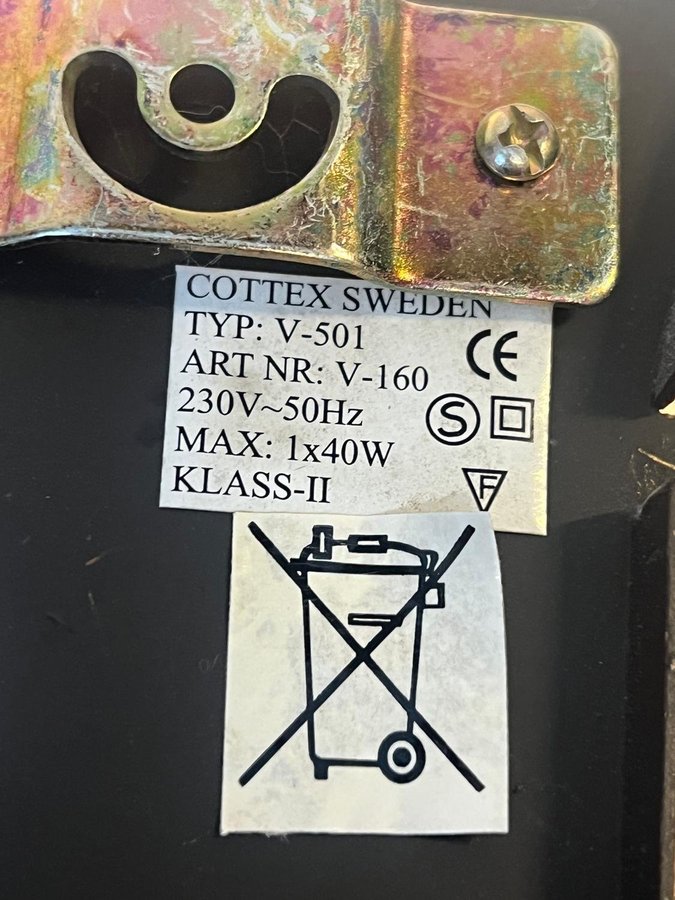 COTTEX SWEDEN
TYP: V-501
CE
ART NR: V-160
230V~50Hz
S
MAX: 1x40W
KLASS-II
F